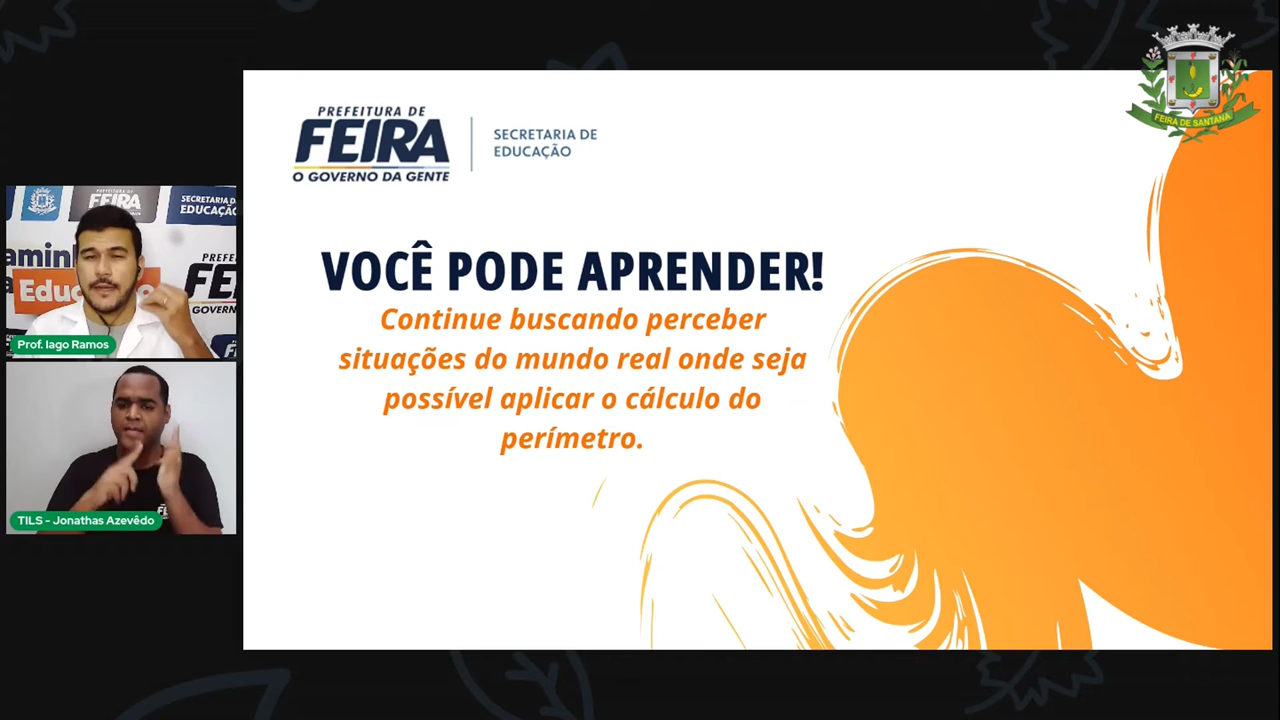 PREFEITURA DE
FEIRA
O GOVERNO DA GENTE
SECRETARIA DE
EDUCAÇÃO
FEIRA DE SANTANA
VOCÊ PODE APRENDER!
Continue buscando perceber
situações do mundo real onde seja
possível aplicar o cálculo do
perímetro.
FEIRA
SECRETARIA DE
EDUCAÇÃO
Prof. Iago Ramos
TILS - Jonathas Azevêdo